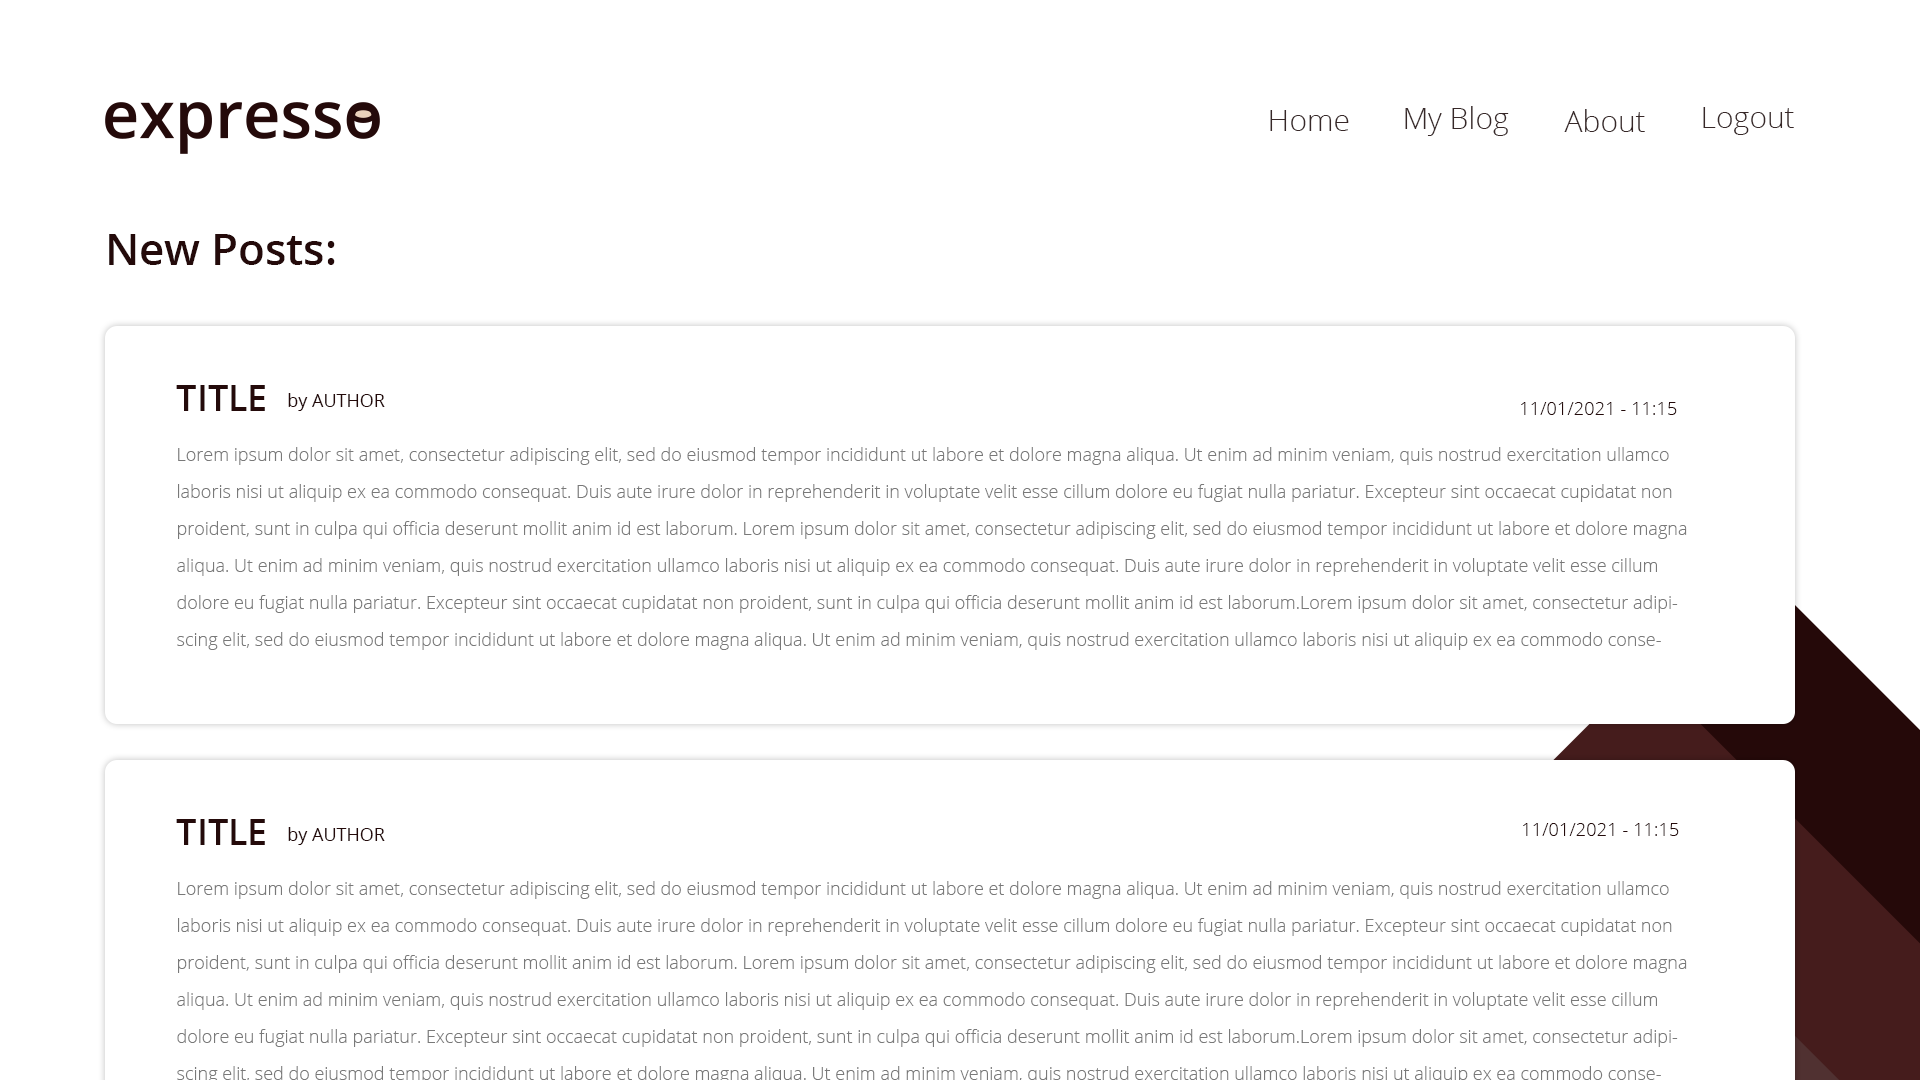 expresso
Home My Blog About Logout
New Posts:
TITLE by AUTHOR 11/01/2021 - 11:15
Lorem ipsum dolor sit amet, consectetur adipiscing elit, sed do eiusmod tempor incididunt ut labore et dolore magna aliqua. Ut enim ad minim veniam, quis nostrud exercitation ullamco
laboris nisi ut aliquip ex ea commodo consequat. Duis aute irure dolor in reprehenderit in voluptate velit esse cillum dolore eu fugiat nulla pariatur. Excepteur sint occaecat cupidatat non
proident, sunt in culpa qui officia deserunt mollit anim id est laborum. Lorem ipsum dolor sit amet, consectetur adipiscing elit, sed do eiusmod tempor incididunt ut labore et dolore magna
aliqua. Ut enim ad minim veniam, quis nostrud exercitation ullamco laboris nisi ut aliquip ex ea commodo consequat. Duis aute irure dolor in reprehenderit in voluptate velit esse cillum
dolore eu fugiat nulla pariatur. Excepteur sint occaecat cupidatat non proident, sunt in culpa qui officia deserunt mollit anim id est laborum.Lorem ipsum dolor sit amet, consectetur adipi-
scing elit, sed do eiusmod tempor incididunt ut labore et dolore magna aliqua. Ut enim ad minim veniam, quis nostrud exercitation ullamco laboris nisi ut aliquip ex ea commodo conse-
TITLE by AUTHOR 11/01/2021 - 11:15
Lorem ipsum dolor sit amet, consectetur adipiscing elit, sed do eiusmod tempor incididunt ut labore et dolore magna aliqua. Ut enim ad minim veniam, quis nostrud exercitation ullamco
laboris nisi ut aliquip ex ea commodo consequat. Duis aute irure dolor in reprehenderit in voluptate velit esse cillum dolore eu fugiat nulla pariatur. Excepteur sint occaecat cupidatat non
proident, sunt in culpa qui officia deserunt mollit anim id est laborum. Lorem ipsum dolor sit amet, consectetur adipiscing elit, sed do eiusmod tempor incididunt ut labore et dolore magna
aliqua. Ut enim ad minim veniam, quis nostrud exercitation ullamco laboris nisi ut aliquip ex ea commodo consequat. Duis aute irure dolor in reprehenderit in voluptate velit esse cillum
dolore eu fugiat nulla pariatur. Excepteur sint occaecat cupidatat non proident, sunt in culpa qui officia deserunt mollit anim id est laborum.Lorem ipsum dolor sit amet, consectetur adipi-
scing elit, sed do eiusmod tempor incididunt ut labore et dolore magna aliqua. Ut enim ad minim veniam, quis nostrud exercitation ullamco laboris nisi ut aliquip ex ea commodo conse-